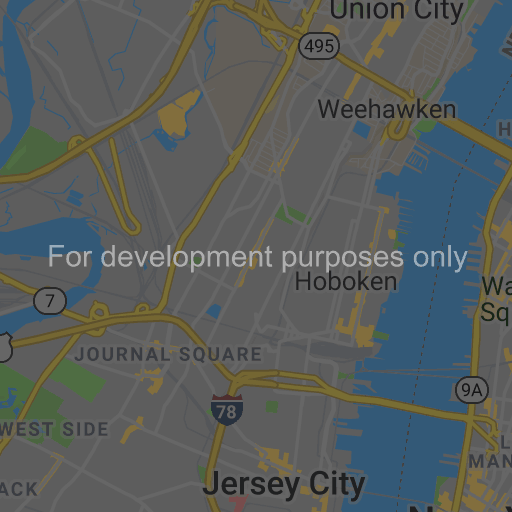 Union City
495
Weehawken
H
For development purposes only
Hoboken
Wa
Sq
7
JOURNAL SQUARE
9A
78
WEST SIDE
L
MAN
Jersey City
ACK